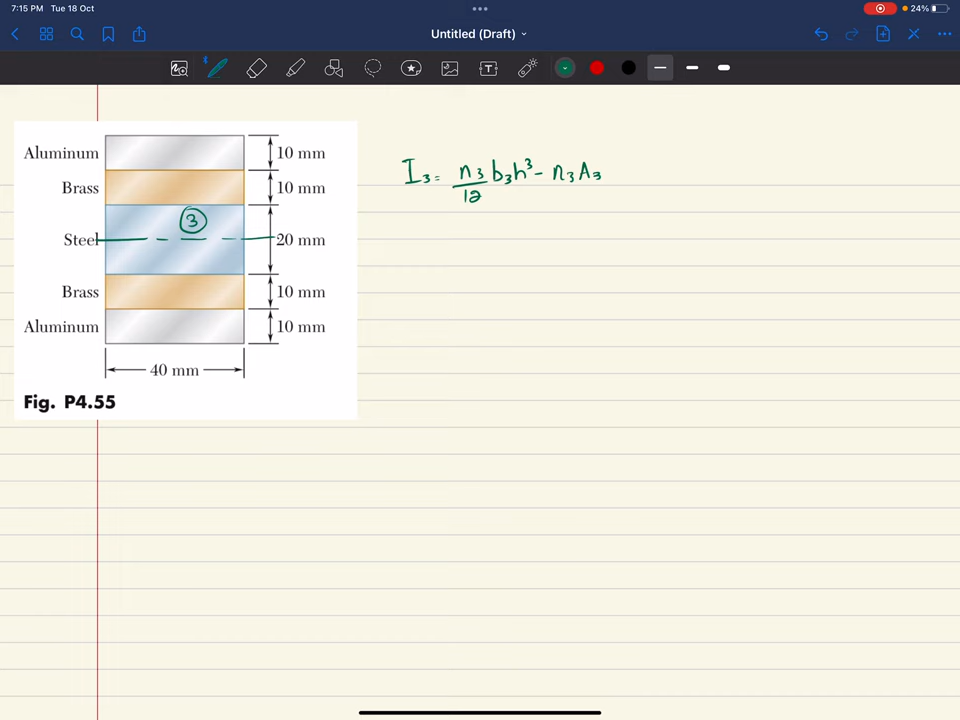 7:15 PM Tue 18 Oct
24%
Untitled (Draft)
Aluminum 10 mm
Brass 10 mm
③
Steel 20 mm
Brass 10 mm
Aluminum 10 mm
40 mm
Fig. P4.55
I₃ = n₃/12 b₃h³ - n₃A₃